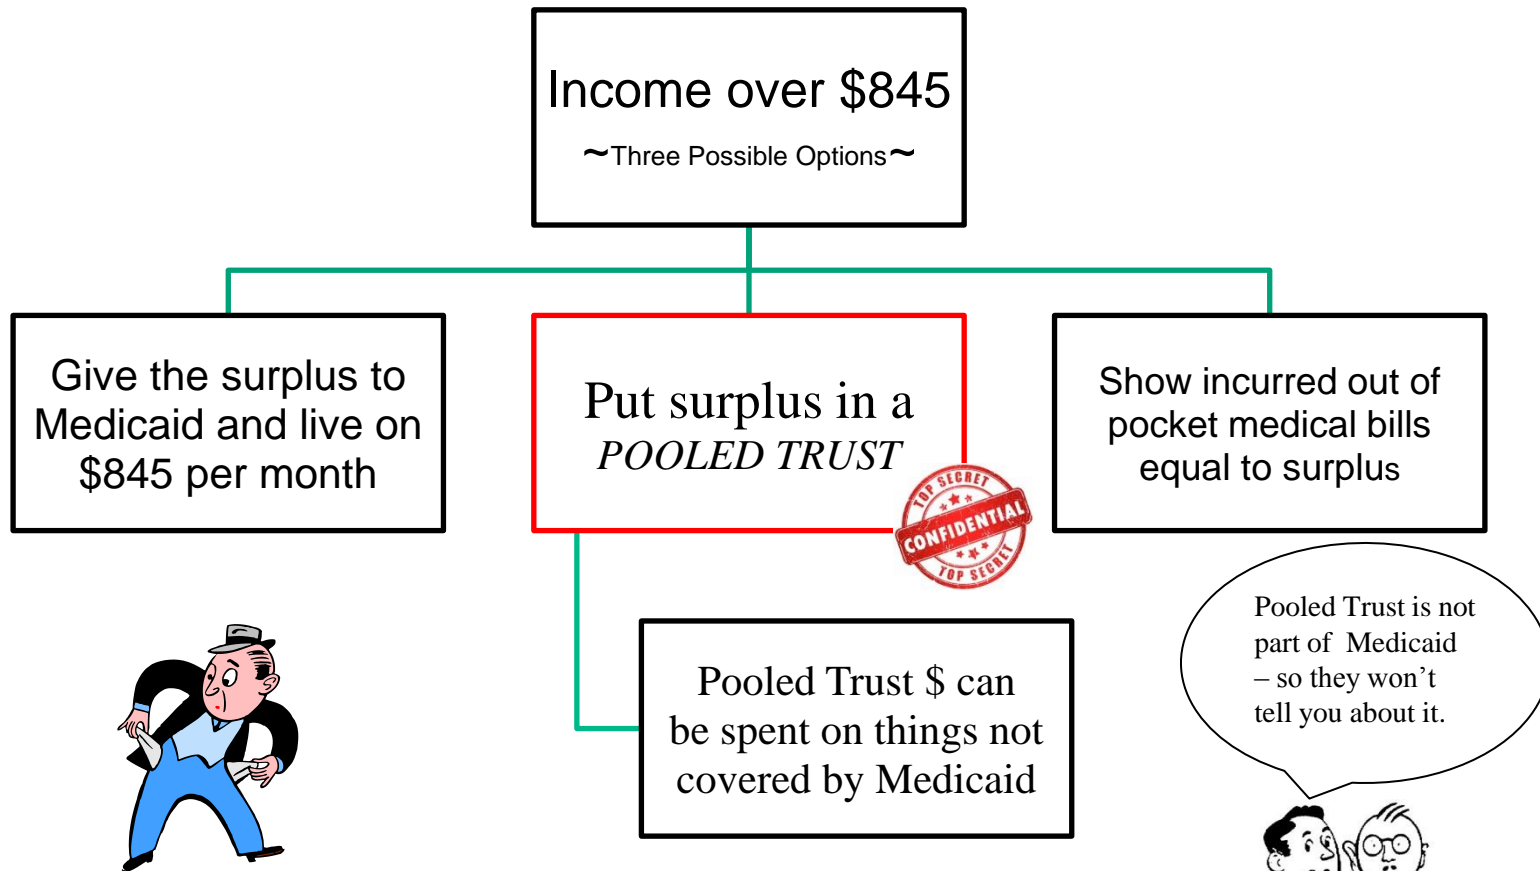 Income over $845
~Three Possible Options~
Give the surplus to
Medicaid and live on
$845 per month
Put surplus in a
POOLED TRUST
TOP SECRET
CONFIDENTIAL
TOP SECRET
Show incurred out of
pocket medical bills
equal to surplus
Pooled Trust $ can
be spent on things not
covered by Medicaid
Pooled Trust is not
part of Medicaid
– so they won’t
tell you about it.